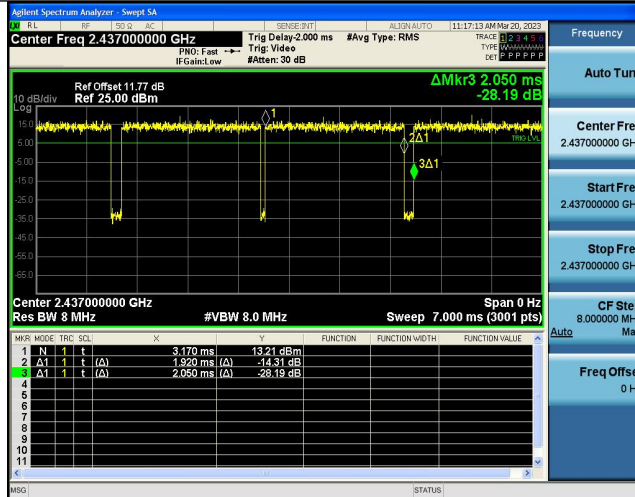 Agilent Spectrum Analyzer - Swept SA
RL RF 50 Ω AC SENSE:INT ALIGN AUTO 11:17:13 AM Mar 20, 2023
Center Freq 2.437000000 GHz
PNO: Fast
IFGain:Low
Trig Delay-2.000 ms
Trig: Video
#Atten: 30 dB
#Avg Type: RMS
TRACE 1 2 3 4 5 6
TYPE
DET P P P P P P
Ref Offset 11.77 dB
Ref 25.00 dBm
10 dB/div
Log
ΔMkr3 2.050 ms
-28.19 dB
15.0
5.00
-5.00
-15.0
-25.0
-35.0
-45.0
-55.0
-65.0
1
2Δ1
3Δ1
TRIG LVL
Center 2.437000000 GHz
Res BW 8 MHz
#VBW 8.0 MHz
Span 0 Hz
Sweep 7.000 ms (3001 pts)
MKR MODE TRC SCL X Y FUNCTION FUNCTION WIDTH FUNCTION VALUE
1 N 1 t 3.170 ms 13.21 dBm
2 Δ1 1 t (Δ) 1.920 ms (Δ) -14.31 dB
3 Δ1 1 t (Δ) 2.050 ms (Δ) -28.19 dB
4
5
6
7
8
9
10
11
MSG STATUS
Frequency
Auto Tun
Center Fre
2.437000000 GH
Start Fre
2.437000000 GH
Stop Fre
2.437000000 GH
CF Ste
8.000000 MH
Auto Ma
Freq Offse
0 H